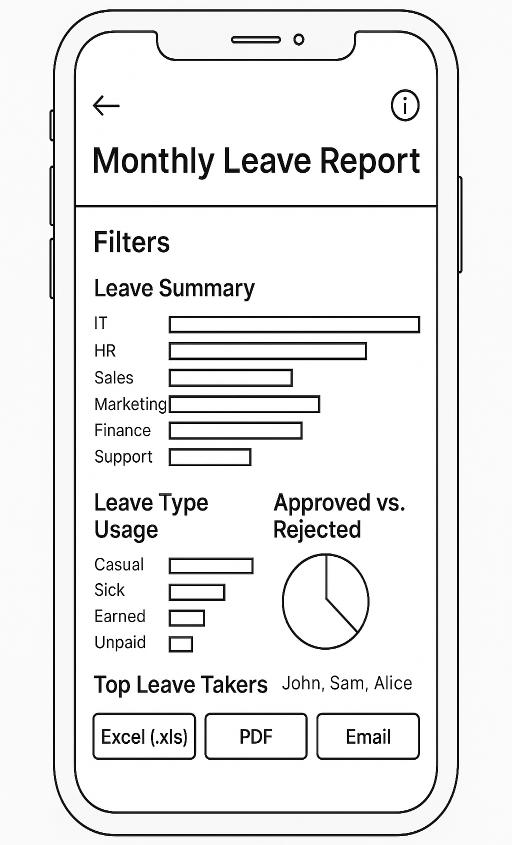 Monthly Leave Report
Filters
Leave Summary
IT
HR
Sales
Marketing
Finance
Support
Leave Type
Usage
Casual
Sick
Earned
Unpaid
Approved vs.
Rejected
Top Leave Takers John, Sam, Alice
Excel (.xls) PDF Email